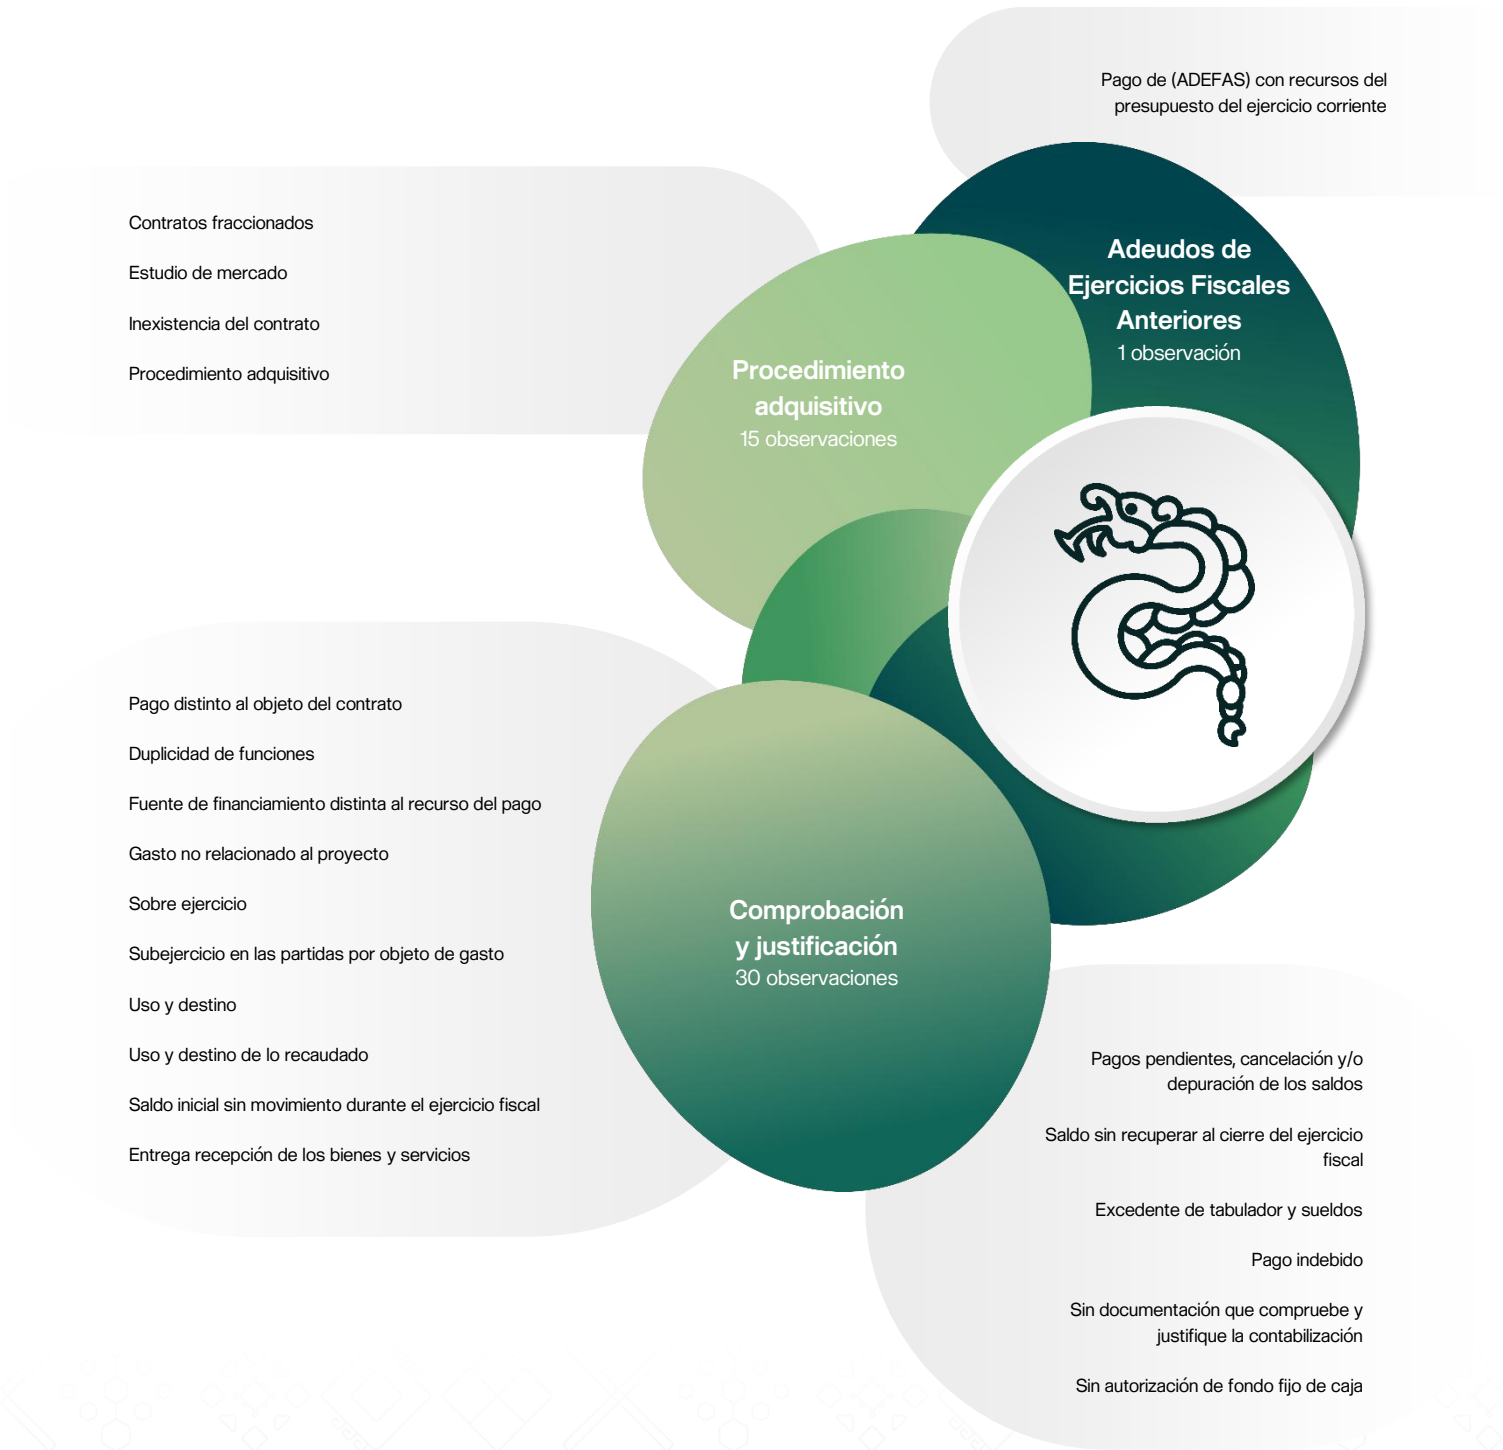 Pago de (ADEFAS) con recursos del
presupuesto del ejercicio corriente
Adeudos de
Ejercicios Fiscales
Anteriores
1 observación
Contratos fraccionados
Estudio de mercado
Inexistencia del contrato
Procedimiento adquisitivo
Procedimiento
adquisitivo
15 observaciones
Pago distinto al objeto del contrato
Duplicidad de funciones
Fuente de financiamiento distinta al recurso del pago
Gasto no relacionado al proyecto
Sobre ejercicio
Subejercicio en las partidas por objeto de gasto
Uso y destino
Uso y destino de lo recaudado
Saldo inicial sin movimiento durante el ejercicio fiscal
Entrega recepción de los bienes y servicios
Comprobación
y justificación
30 observaciones
Pagos pendientes, cancelación y/o
depuración de los saldos
Saldo sin recuperar al cierre del ejercicio
fiscal
Excedente de tabulador y sueldos
Pago indebido
Sin documentación que compruebe y
justifique la contabilización
Sin autorización de fondo fijo de caja